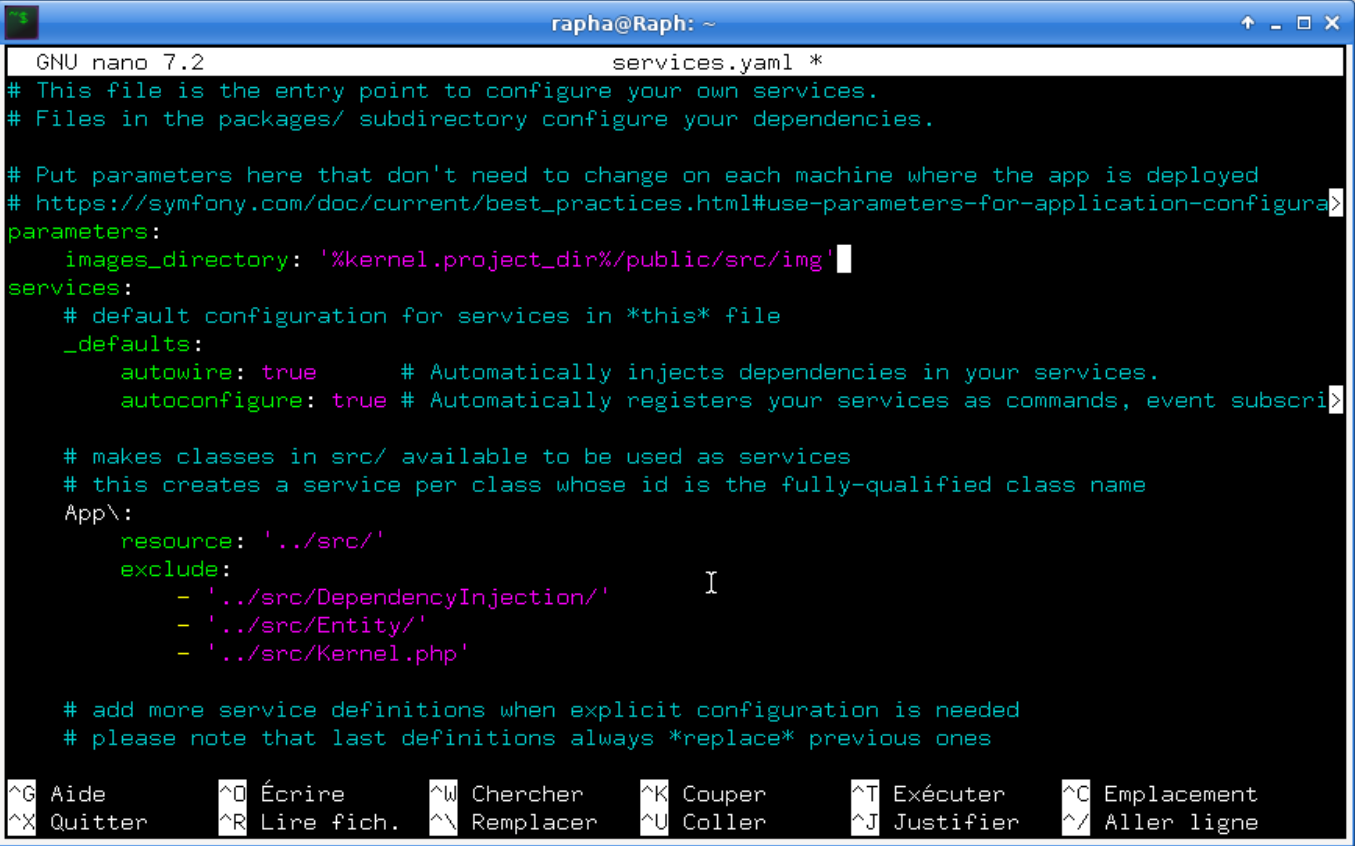 ~$
rapha@Raph: ~
GNU nano 7.2 services.yaml *
# This file is the entry point to configure your own services.
# Files in the packages/ subdirectory configure your dependencies.
# Put parameters here that don't need to change on each machine where the app is deployed
# https://symfony.com/doc/current/best_practices.html#use-parameters-for-application-configura>
parameters:
    images_directory: '%kernel.project_dir%/public/src/img'
services:
    # default configuration for services in *this* file
    _defaults:
        autowire: true      # Automatically injects dependencies in your services.
        autoconfigure: true # Automatically registers your services as commands, event subscri>
    # makes classes in src/ available to be used as services
    # this creates a service per class whose id is the fully-qualified class name
    App\:
        resource: '../src/'
        exclude:
            - '../src/DependencyInjection/'
            - '../src/Entity/'
            - '../src/Kernel.php'
    # add more service definitions when explicit configuration is needed
    # please note that last definitions always *replace* previous ones
^G Aide ^O Écrire ^W Chercher ^K Couper ^T Exécuter ^C Emplacement
^X Quitter ^R Lire fich. ^\ Remplacer ^U Coller ^J Justifier ^/ Aller ligne